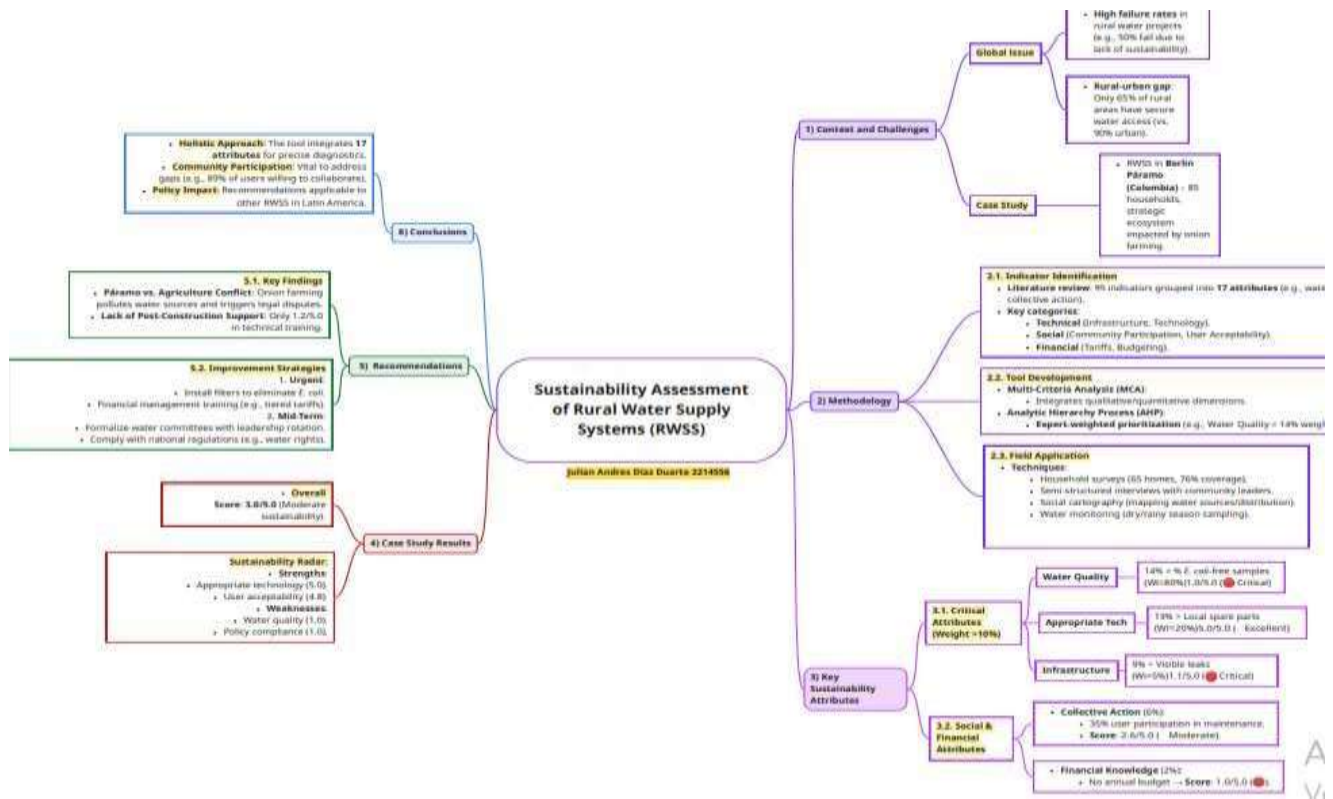 Sustainability Assessment
of Rural Water Supply
Systems (RWSS)
Julian Andres Diaz Duarte 2214556
1) Context and Challenges
Global Issue
• High failure rates in
rural water projects
(e.g., 50% fail due to
lack of sustainability).
• Rural-urban gap:
Only 65% of rural
areas have secure
water access (vs.
90% urban).
Case Study
• RWSS in Berlin
Páramo
(Colombia) – 85
households,
strategic
ecosystem
impacted by onion
farming.
2) Methodology
2.1. Indicator Identification
• Literature review: 95 indicators grouped into 17 attributes (e.g.,
collective action).
• Key categories:
• Technical (Infrastructure, Technology).
• Social (Community Participation, User Acceptability).
• Financial (Tariffs, Budgeting).
2.2. Tool Development
• Multi-Criteria Analysis (MCA):
• Integrates qualitative/quantitative dimensions.
• Analytic Hierarchy Process (AHP):
• Expert-weighted prioritization (e.g., Water Quality = 14%
2.3. Field Application
• Techniques:
• Household surveys (65 homes, 76% coverage).
• Semi-structured interviews with community leaders.
• Social cartography (mapping water sources/distribution).
• Water monitoring (dry/rainy season sampling).
3) Key
Sustainability
Attributes
3.1. Critical
Attributes
(Weight >10%)
Water Quality
14% = % E. coli-free samples
(Wi=80%)1.0/5.0 (🔴 Critical)
Appropriate Tech
13% = Local spare parts
(Wi=20%)5.0/5.0 ( Excellent)
Infrastructure
9% = Visible leaks
(Wi=5%)1.1/5.0 (🔴 Critical)
3.2. Social &
Financial
Attributes
• Collective Action (6%):
• 35% user participation in maintenance.
• Score: 2.6/5.0 ( Moderate).
• Financial Knowledge (2%):
• No annual budget → Score: 1.0/5.0 (🔴).
4) Case Study Results
• Overall
Score: 3.0/5.0 (Moderate
sustainability).
Sustainability Radar:
• Strengths:
• Appropriate technology (5.0).
• User acceptability (4.8)
• Weaknesses:
• Water quality (1.0).
• Policy compliance (1.0).
5) Recommendations
5.1. Key Findings
• Páramo vs. Agriculture Conflict: Onion farming
pollutes water sources and triggers legal disputes.
• Lack of Post-Construction Support: Only 1.2/5.0
in technical training.
5.2. Improvement Strategies
1. Urgent:
• Install filters to eliminate E. coli.
• Financial management training (e.g., tiered tariffs).
2. Mid-Term:
• Formalize water committees with leadership rotation.
• Comply with national regulations (e.g., water rights).
6) Conclusions
• Holistic Approach: The tool integrates 17
attributes for precise diagnostics.
• Community Participation: Vital to address
gaps (e.g., 89% of users willing to collaborate).
• Policy Impact: Recommendations applicable to
other RWSS in Latin America.